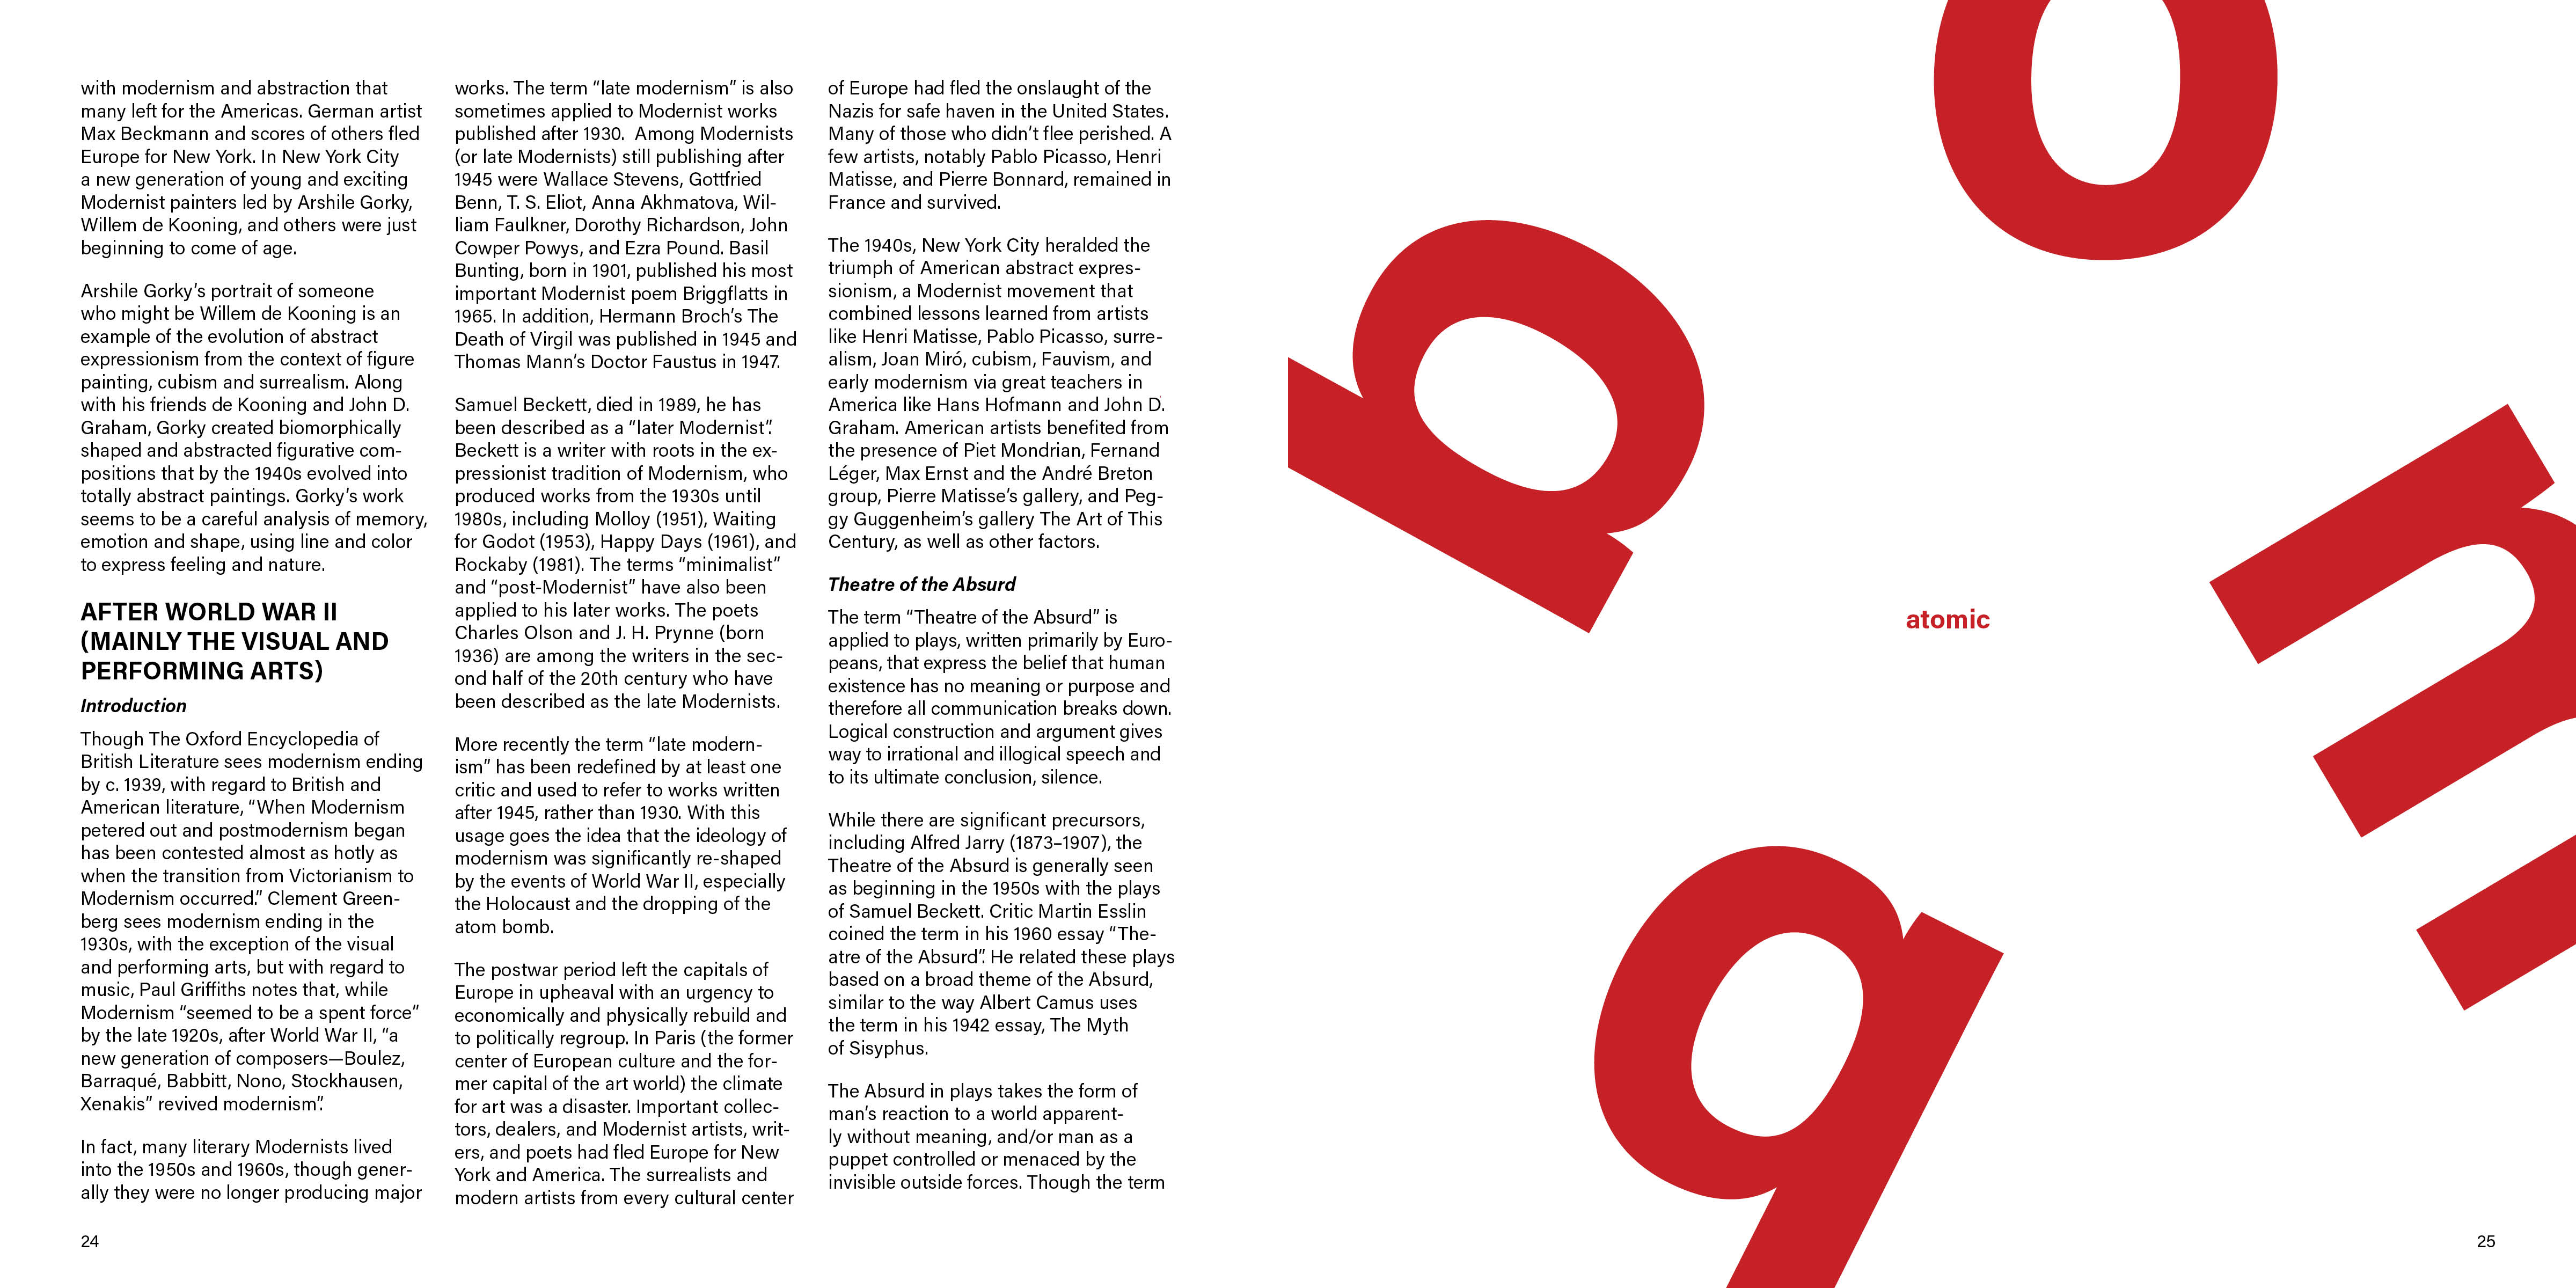 with modernism and abstraction that
many left for the Americas. German artist
Max Beckmann and scores of others fled
Europe for New York. In New York City
a new generation of young and exciting
Modernist painters led by Arshile Gorky,
Willem de Kooning, and others were just
beginning to come of age.
Arshile Gorky’s portrait of someone
who might be Willem de Kooning is an
example of the evolution of abstract
expressionism from the context of figure
painting, cubism and surrealism. Along
with his friends de Kooning and John D.
Graham, Gorky created biomorphically
shaped and abstracted figurative com-
positions that by the 1940s evolved into
totally abstract paintings. Gorky’s work
seems to be a careful analysis of memory,
emotion and shape, using line and color
to express feeling and nature.
AFTER WORLD WAR II
(MAINLY THE VISUAL AND
PERFORMING ARTS)
Introduction
Though The Oxford Encyclopedia of
British Literature sees modernism ending
by c. 1939, with regard to British and
American literature, “When Modernism
petered out and postmodernism began
has been contested almost as hotly as
when the transition from Victorianism to
Modernism occurred.” Clement Green-
berg sees modernism ending in the
1930s, with the exception of the visual
and performing arts, but with regard to
music, Paul Griffiths notes that, while
Modernism “seemed to be a spent force”
by the late 1920s, after World War II, “a
new generation of composers—Boulez,
Barraqué, Babbitt, Nono, Stockhausen,
Xenakis” revived modernism”.
In fact, many literary Modernists lived
into the 1950s and 1960s, though gener-
ally they were no longer producing major
works. The term “late modernism” is also
sometimes applied to Modernist works
published after 1930.  Among Modernists
(or late Modernists) still publishing after
1945 were Wallace Stevens, Gottfried
Benn, T. S. Eliot, Anna Akhmatova, Wil-
liam Faulkner, Dorothy Richardson, John
Cowper Powys, and Ezra Pound. Basil
Bunting, born in 1901, published his most
important Modernist poem Briggflatts in
1965. In addition, Hermann Broch’s The
Death of Virgil was published in 1945 and
Thomas Mann’s Doctor Faustus in 1947.
Samuel Beckett, died in 1989, he has
been described as a “later Modernist”.
Beckett is a writer with roots in the ex-
pressionist tradition of Modernism, who
produced works from the 1930s until
1980s, including Molloy (1951), Waiting
for Godot (1953), Happy Days (1961), and
Rockaby (1981). The terms “minimalist”
and “post-Modernist” have also been
applied to his later works. The poets
Charles Olson and J. H. Prynne (born
1936) are among the writers in the sec-
ond half of the 20th century who have
been described as the late Modernists.
More recently the term “late modern-
ism” has been redefined by at least one
critic and used to refer to works written
after 1945, rather than 1930. With this
usage goes the idea that the ideology of
modernism was significantly re-shaped
by the events of World War II, especially
the Holocaust and the dropping of the
atom bomb.
The postwar period left the capitals of
Europe in upheaval with an urgency to
economically and physically rebuild and
to politically regroup. In Paris (the former
center of European culture and the for-
mer capital of the art world) the climate
for art was a disaster. Important collec-
tors, dealers, and Modernist artists, writ-
ers, and poets had fled Europe for New
York and America. The surrealists and
modern artists from every cultural center
of Europe had fled the onslaught of the
Nazis for safe haven in the United States.
Many of those who didn’t flee perished. A
few artists, notably Pablo Picasso, Henri
Matisse, and Pierre Bonnard, remained in
France and survived.
The 1940s, New York City heralded the
triumph of American abstract expres-
sionism, a Modernist movement that
combined lessons learned from artists
like Henri Matisse, Pablo Picasso, surre-
alism, Joan Miró, cubism, Fauvism, and
early modernism via great teachers in
America like Hans Hofmann and John D.
Graham. American artists benefited from
the presence of Piet Mondrian, Fernand
Léger, Max Ernst and the André Breton
group, Pierre Matisse’s gallery, and Peg-
gy Guggenheim’s gallery The Art of This
Century, as well as other factors.
Theatre of the Absurd
The term “Theatre of the Absurd” is
applied to plays, written primarily by Euro-
peans, that express the belief that human
existence has no meaning or purpose and
therefore all communication breaks down.
Logical construction and argument gives
way to irrational and illogical speech and
to its ultimate conclusion, silence.
While there are significant precursors,
including Alfred Jarry (1873–1907), the
Theatre of the Absurd is generally seen
as beginning in the 1950s with the plays
of Samuel Beckett. Critic Martin Esslin
coined the term in his 1960 essay “The-
atre of the Absurd”. He related these plays
based on a broad theme of the Absurd,
similar to the way Albert Camus uses
the term in his 1942 essay, The Myth
of Sisyphus.
The Absurd in plays takes the form of
man’s reaction to a world apparent-
ly without meaning, and/or man as a
puppet controlled or menaced by the
invisible outside forces. Though the term
24
b
o
m
b
atomic
25